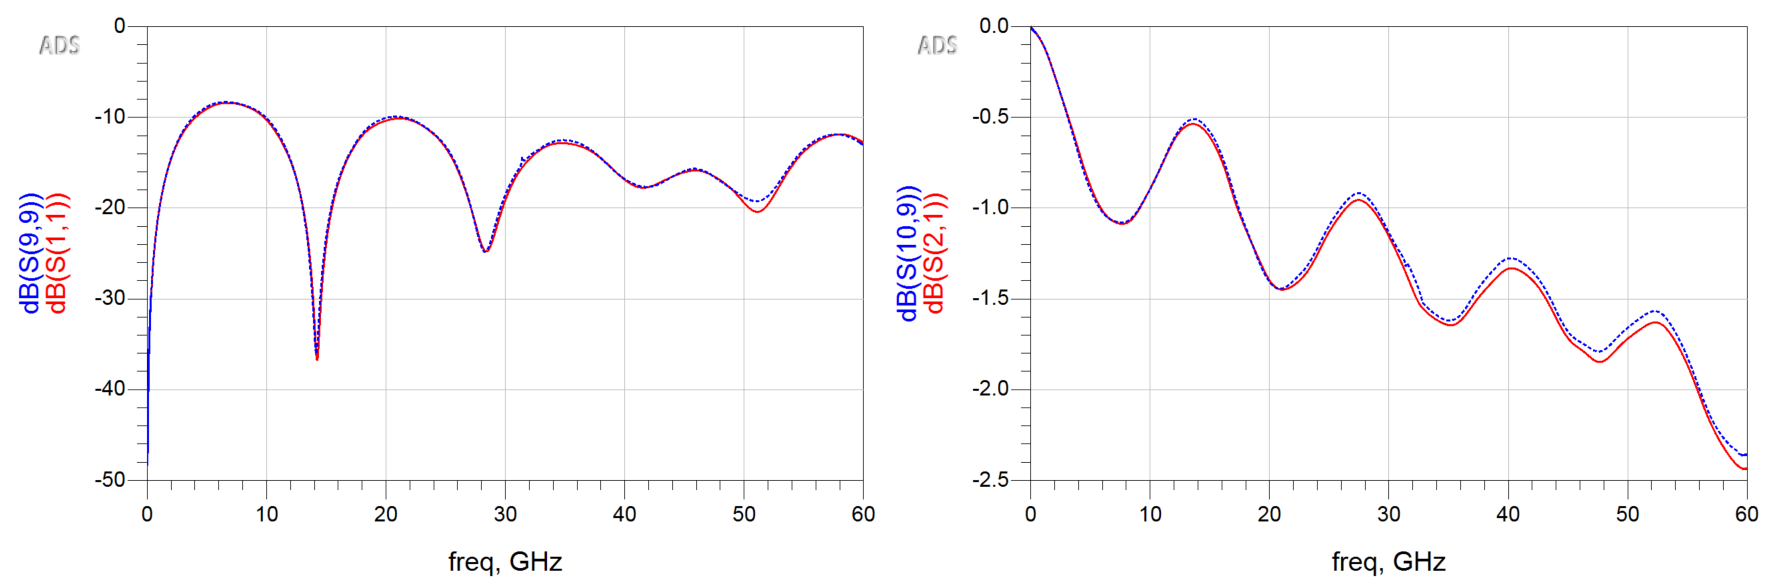 ADS
0
-10
-20
-30
-40
-50
dB(S(9,9))
dB(S(1,1))
0 10 20 30 40 50 60
freq, GHz
ADS
0.0
-0.5
-1.0
-1.5
-2.0
-2.5
dB(S(10,9))
dB(S(2,1))
0 10 20 30 40 50 60
freq, GHz